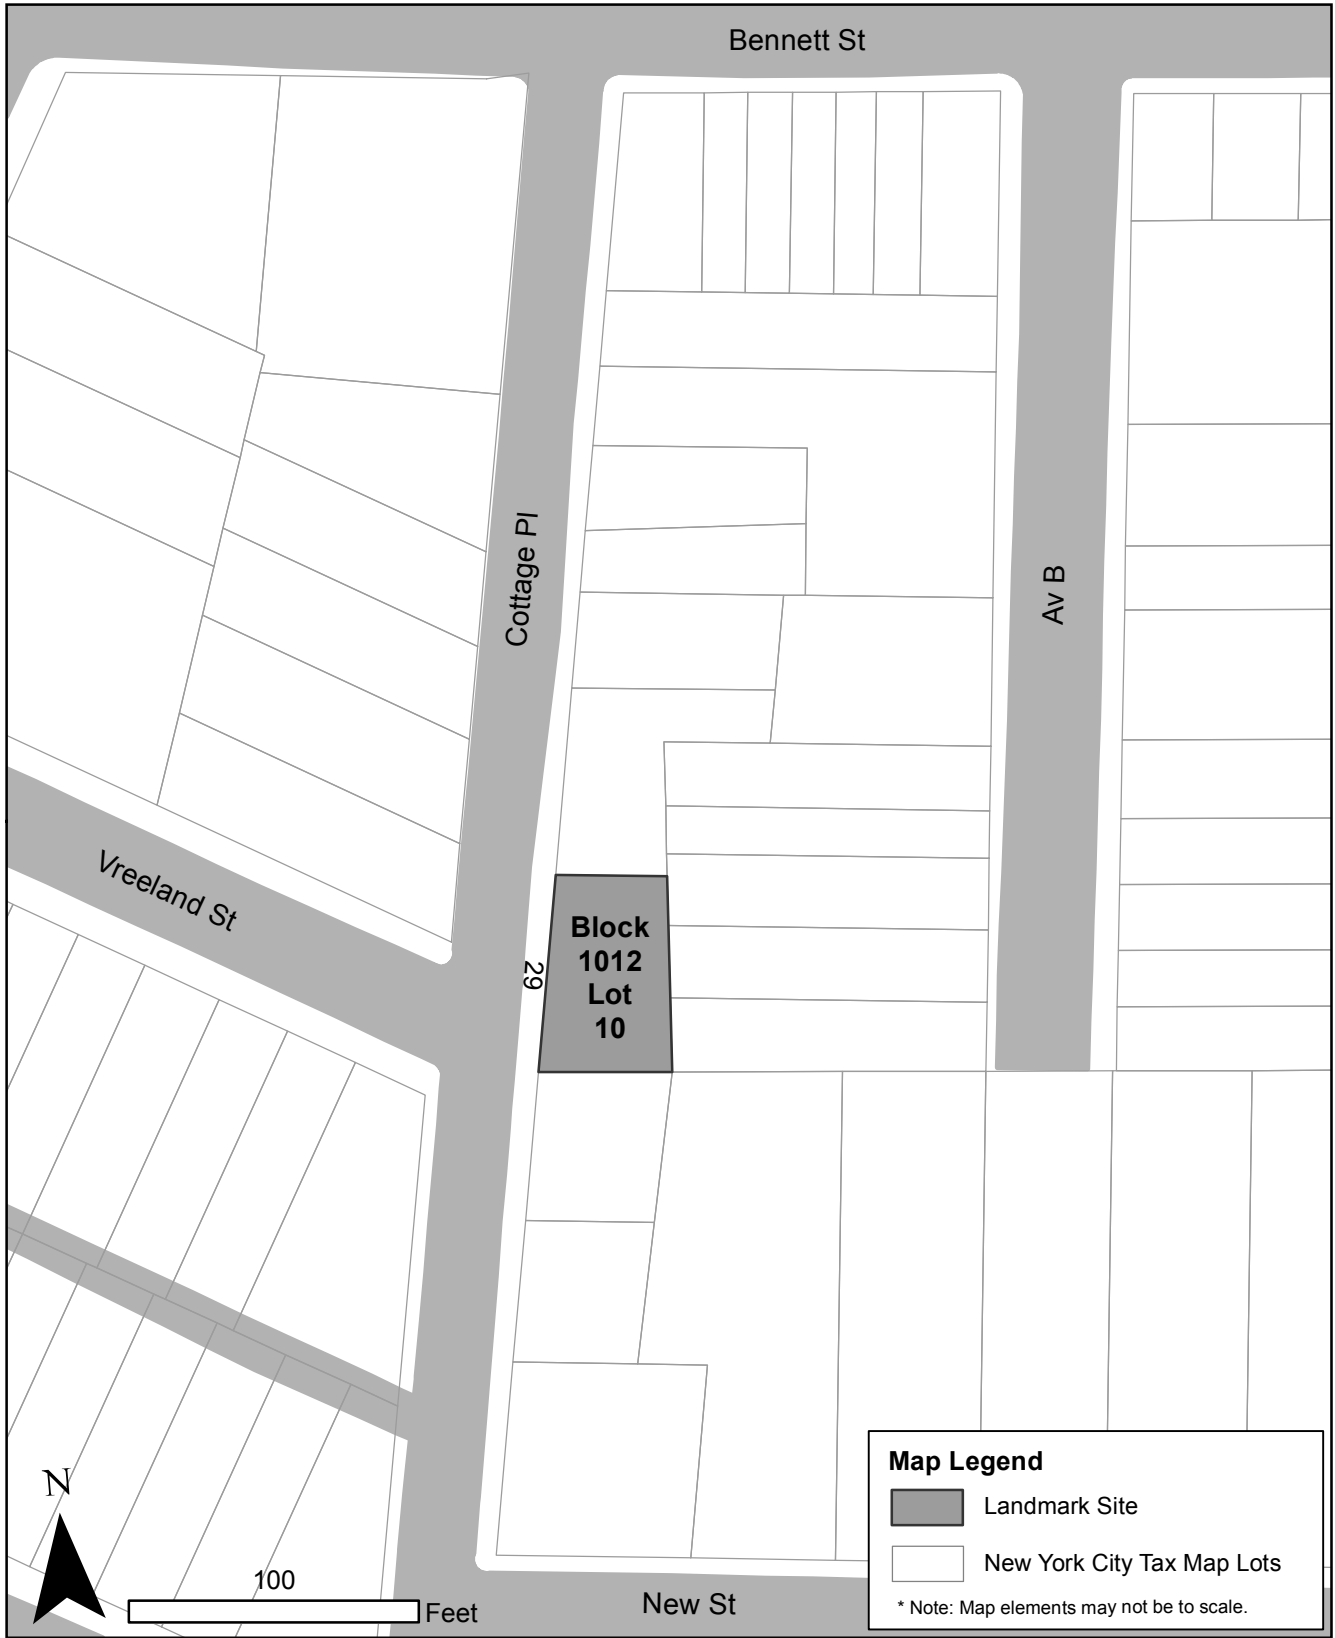 Bennett St
Cottage Pl
Av B
Vreeland St
29
Block
1012
Lot
10
N
100
Feet
New St
Map Legend
Landmark Site
New York City Tax Map Lots
* Note: Map elements may not be to scale.